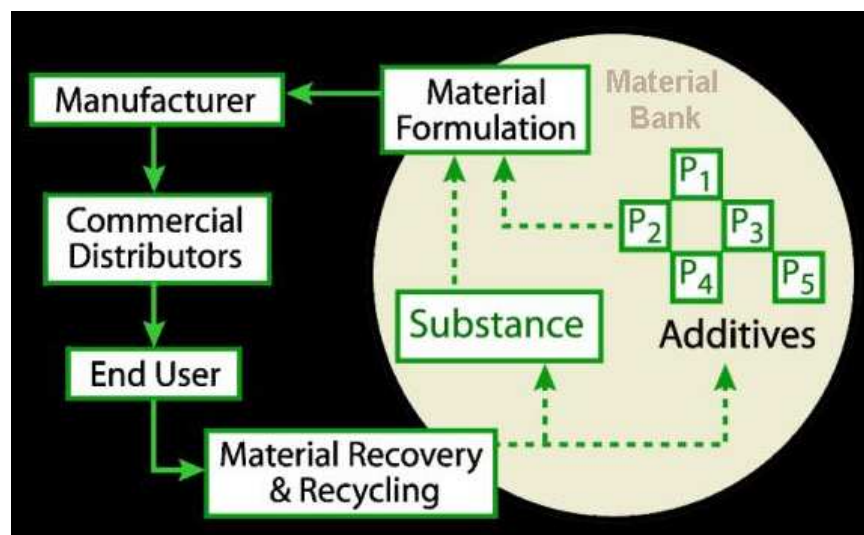 Manufacturer
Material
Formulation
Material
Bank
P1
P2
P3
P4
P5
Commercial
Distributors
Substance
Additives
End User
Material Recovery
& Recycling